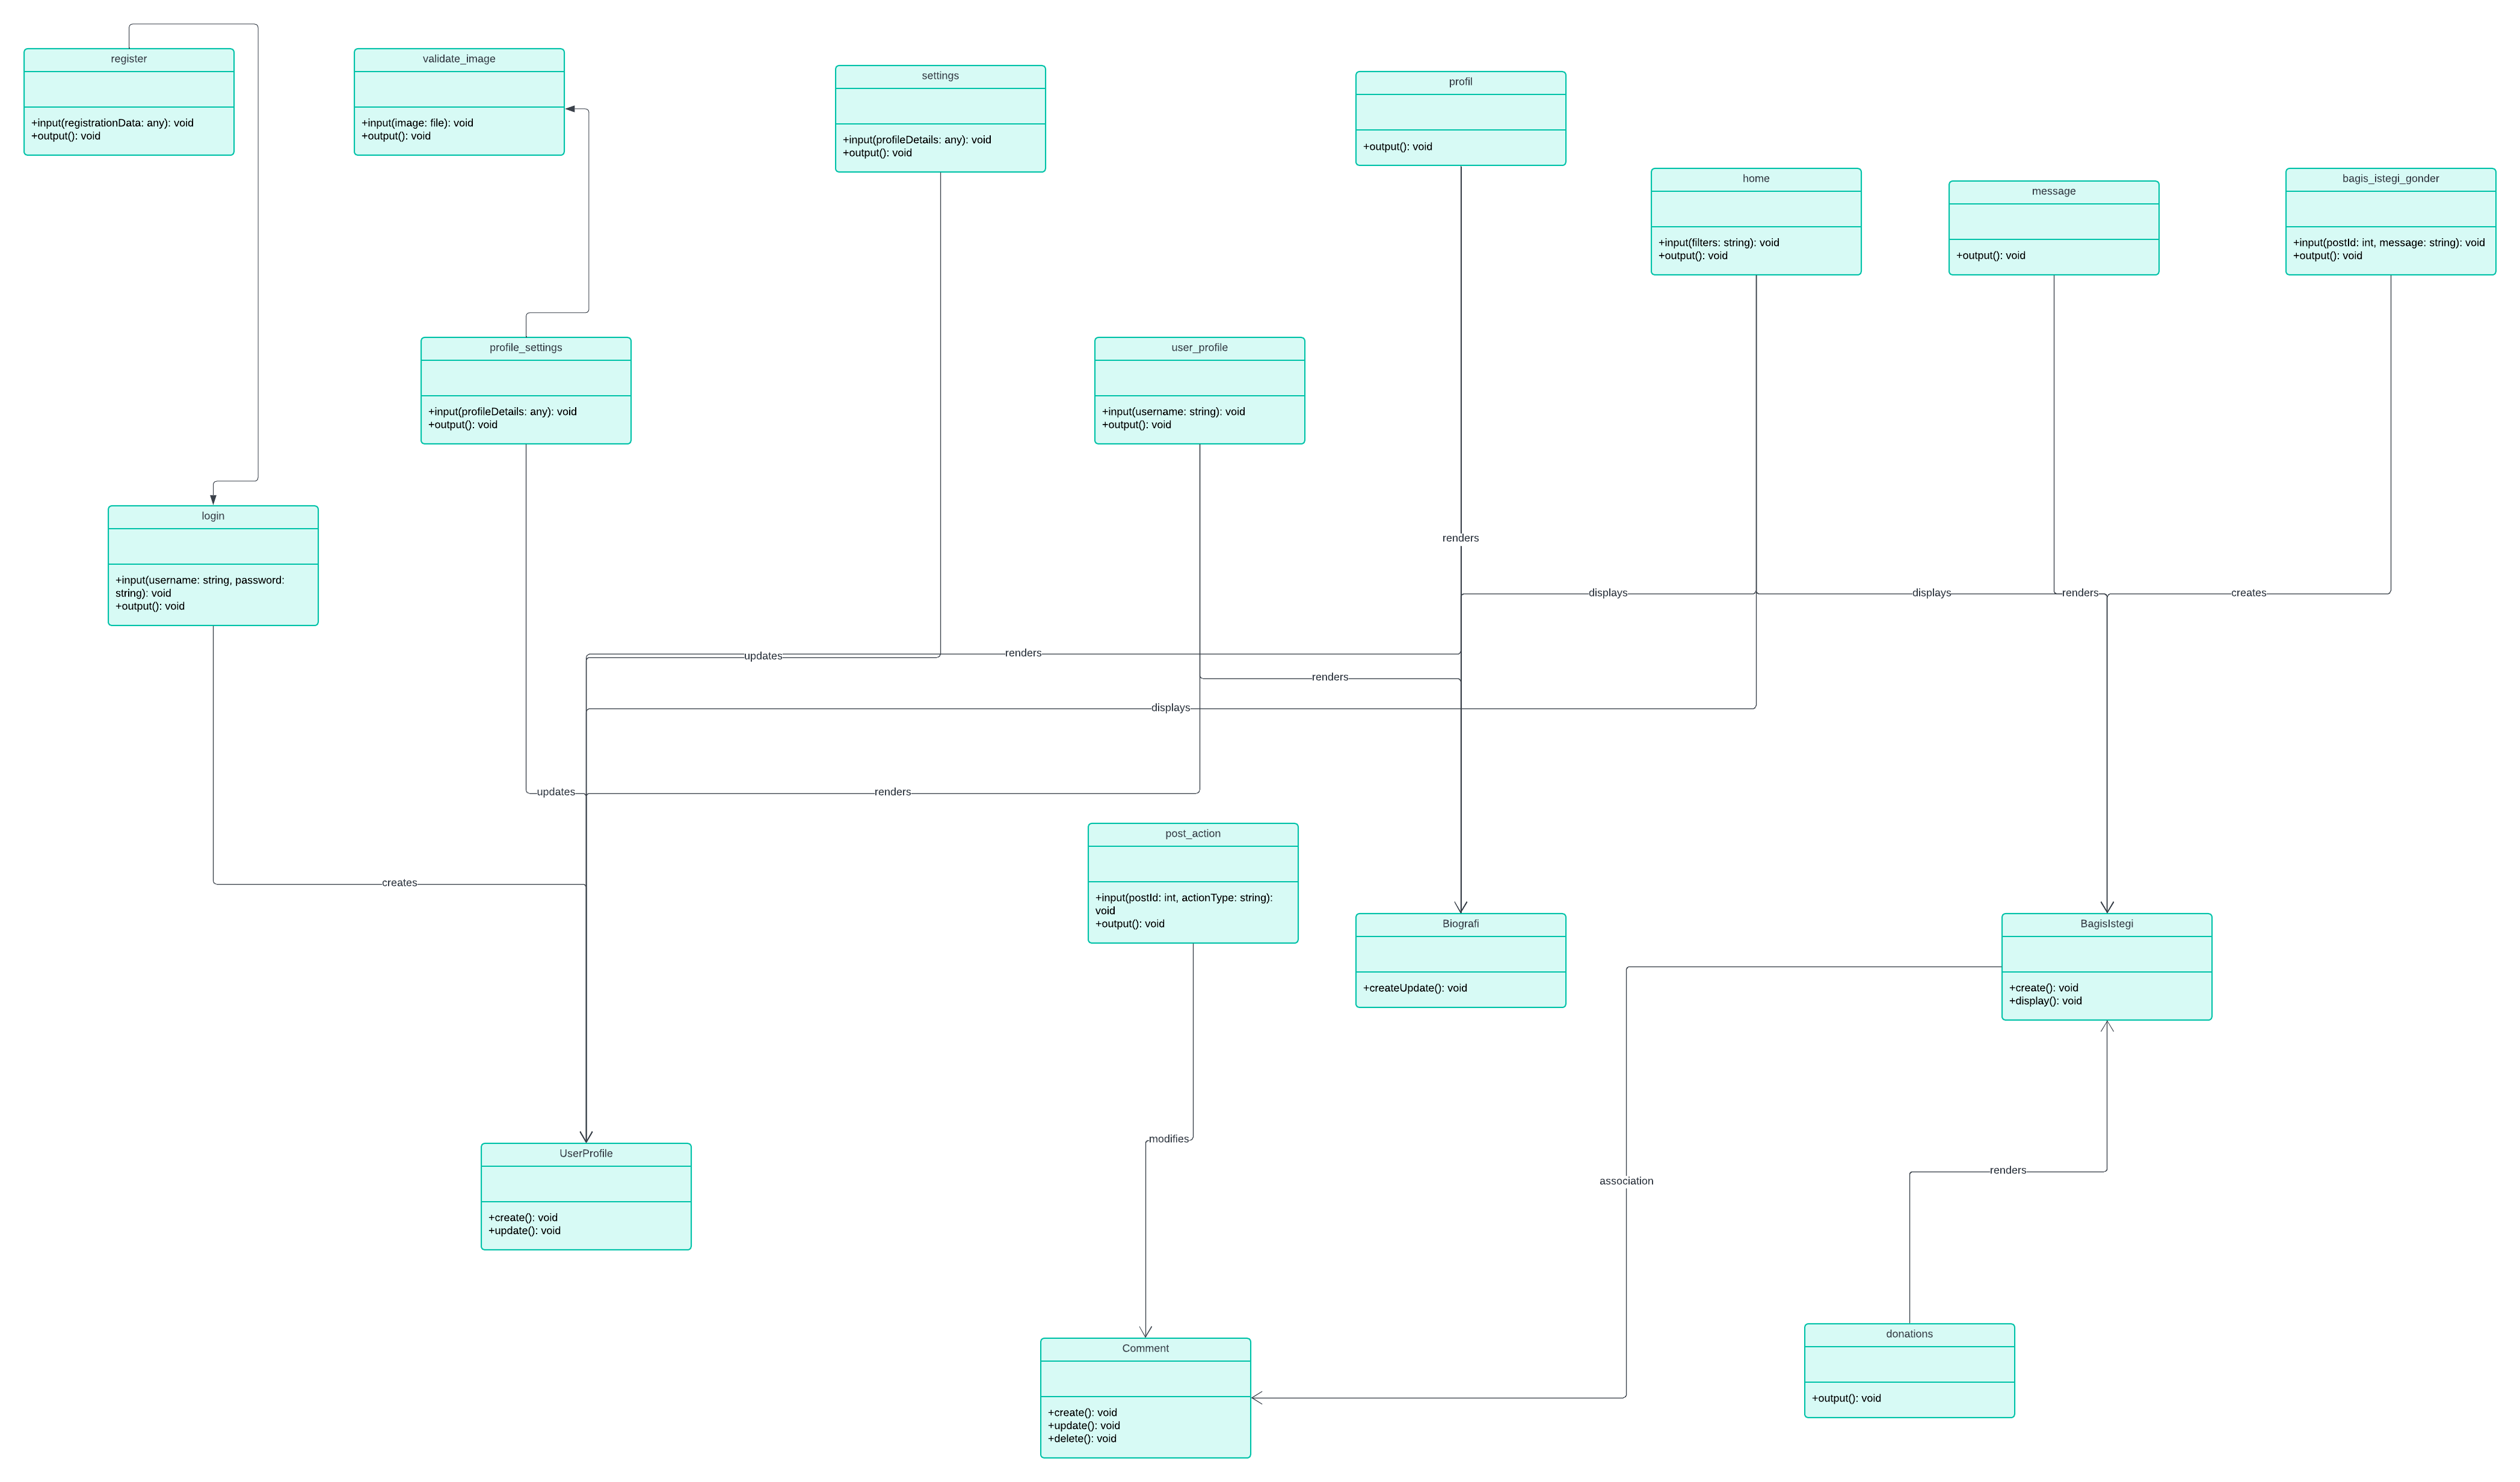 register
+input(registrationData: any): void
+output(): void
validate_image
+input(image: file): void
+output(): void
settings
+input(profileDetails: any): void
+output(): void
profil
+output(): void
home
+input(filters: string): void
+output(): void
message
+output(): void
bagis_istegi_gonder
+input(postId: int, message: string): void
+output(): void
profile_settings
+input(profileDetails: any): void
+output(): void
user_profile
+input(username: string): void
+output(): void
login
+input(username: string, password:
string): void
+output(): void
renders
displays
displays
renders
creates
updates
renders
renders
displays
updates
renders
creates
post_action
+input(postId: int, actionType: string):
void
+output(): void
Biografi
+createUpdate(): void
BagisIstegi
+create(): void
+display(): void
modifies
association
renders
UserProfile
+create(): void
+update(): void
Comment
+create(): void
+update(): void
+delete(): void
donations
+output(): void